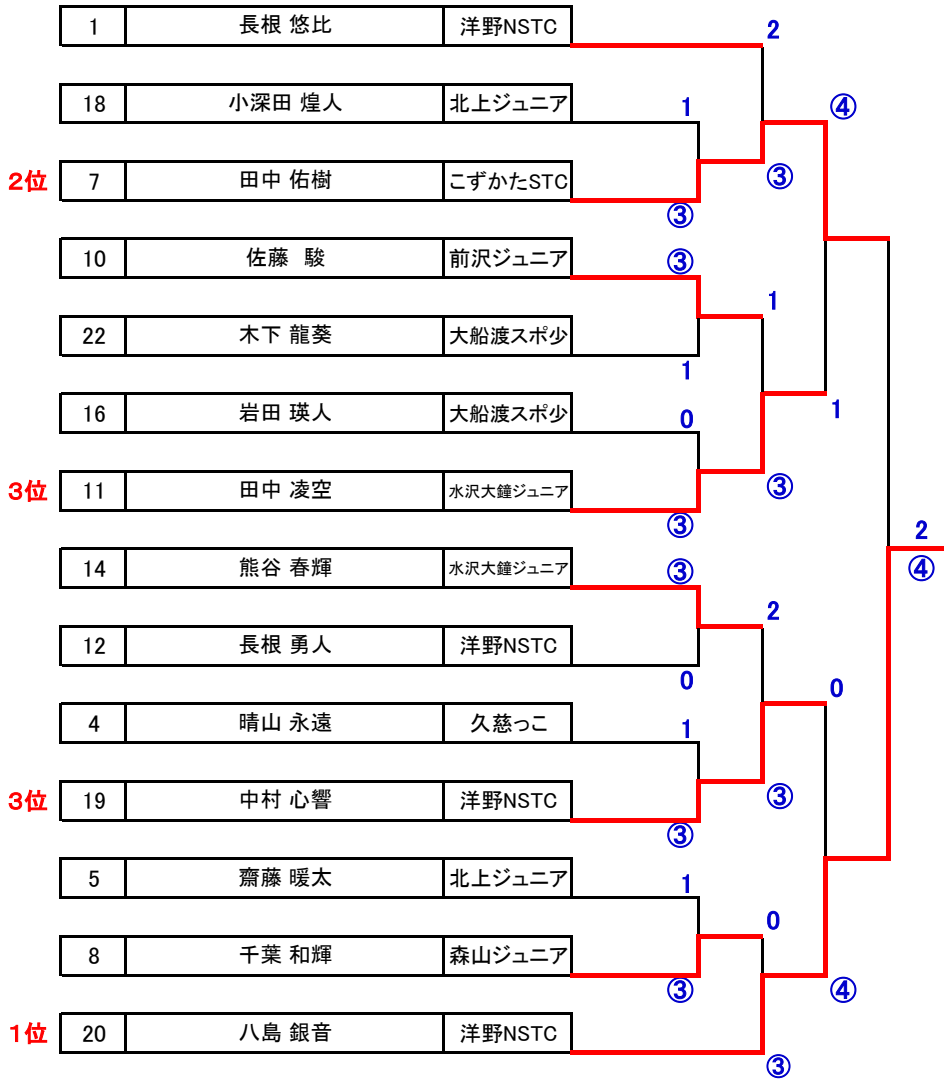 1 長根 悠比 洋野NSTC
2
18 小深田 煌人 北上ジュニア 1
④
2位 7 田中 佑樹 こずかたSTC
③
③
10 佐藤　駿 前沢ジュニア ③
1
22 木下 龍葵 大船渡スポ少
1
16 岩田 瑛人 大船渡スポ少 0
1
3位 11 田中 凌空 水沢大鐘ジュニア
③
③
2
14 熊谷 春輝 水沢大鐘ジュニア ③
④
2
12 長根 勇人 洋野NSTC
0
0
4 晴山 永遠 久慈っこ 1
3位 19 中村 心響 洋野NSTC
③
③
5 齋藤 暖太 北上ジュニア 1
0
8 千葉 和輝 森山ジュニア
③
④
1位 20 八島 銀音 洋野NSTC
③